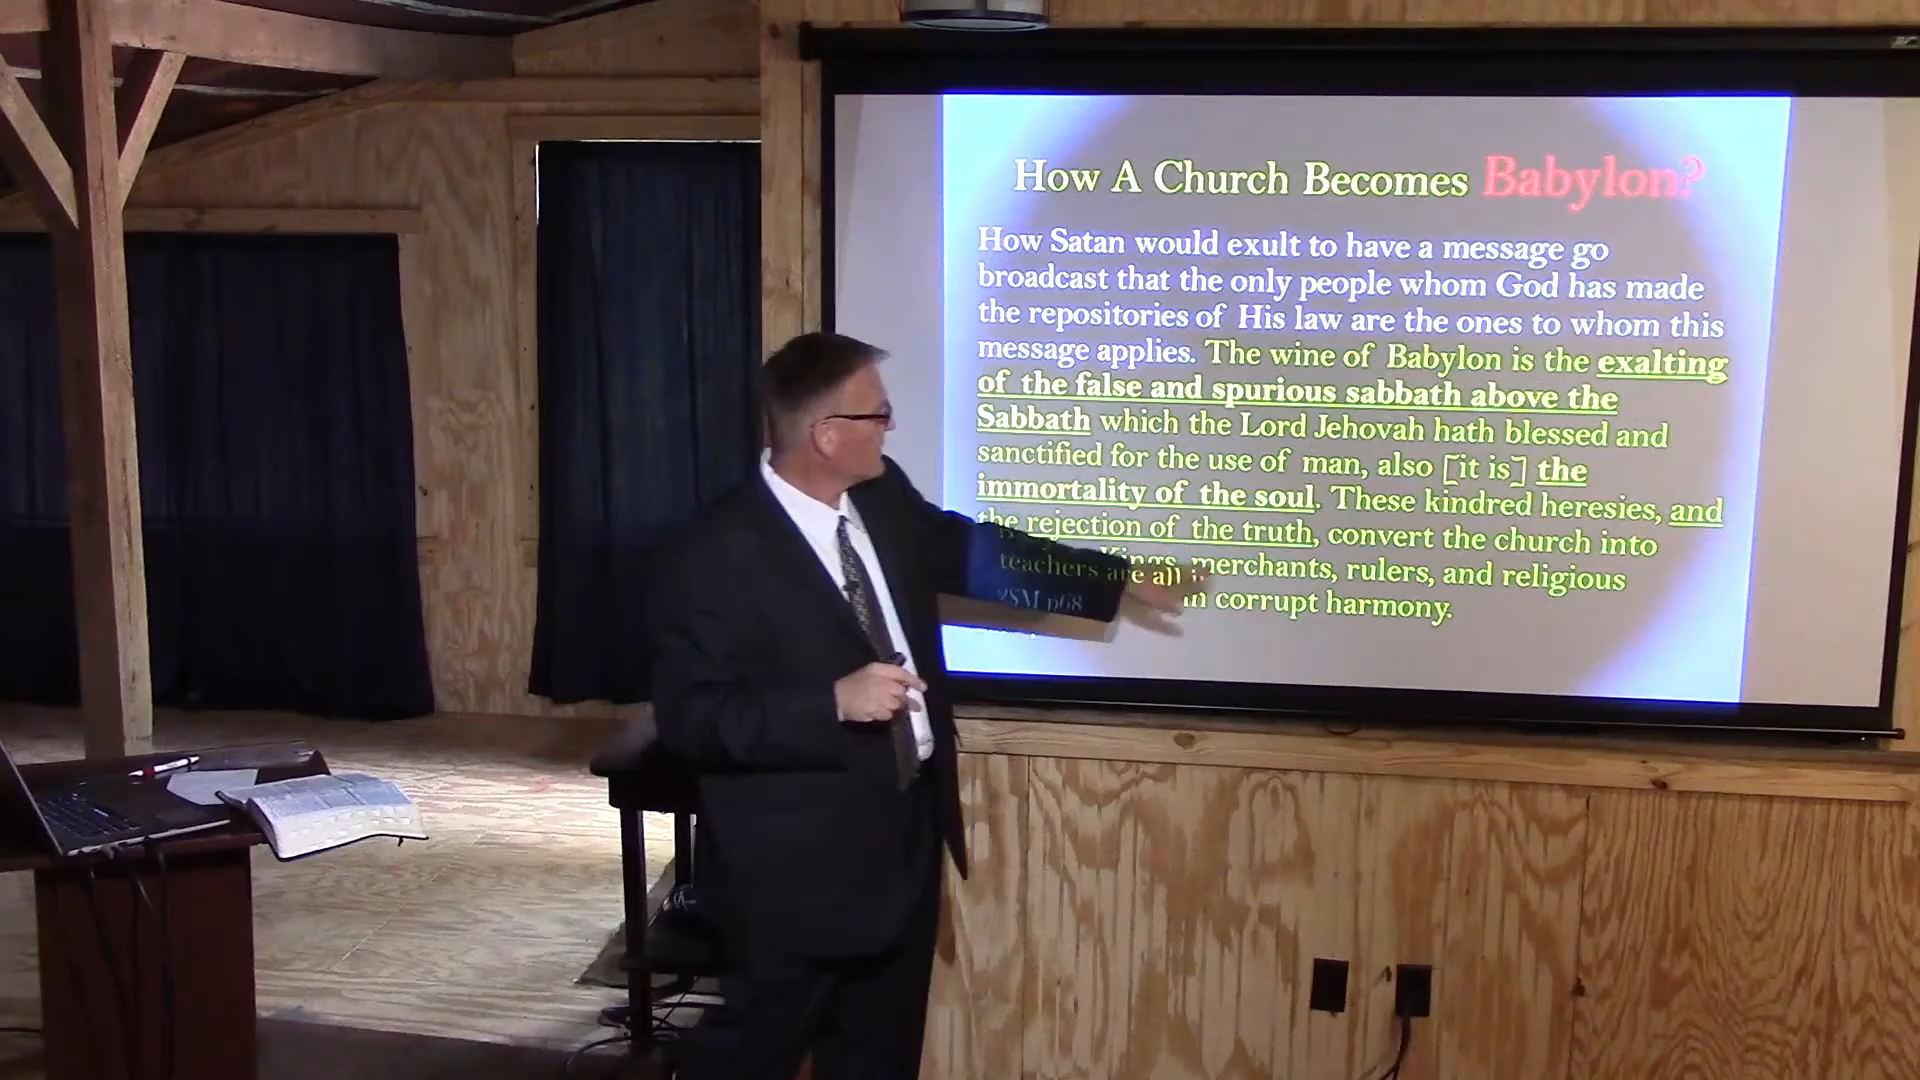 How A Church Becomes Babylon?
How Satan would exult to have a message go
broadcast that the only people whom God has made
the repositories of His law are the ones to whom this
message applies. The wine of Babylon is the exalting
of the false and spurious sabbath above the
Sabbath which the Lord Jehovah hath blessed and
sanctified for the use of man, also [it is] the
immortality of the soul. These kindred heresies, and
the rejection of the truth, convert the church into
Kings, merchants, rulers, and religious
teachers are all in corrupt harmony.
2SM p68